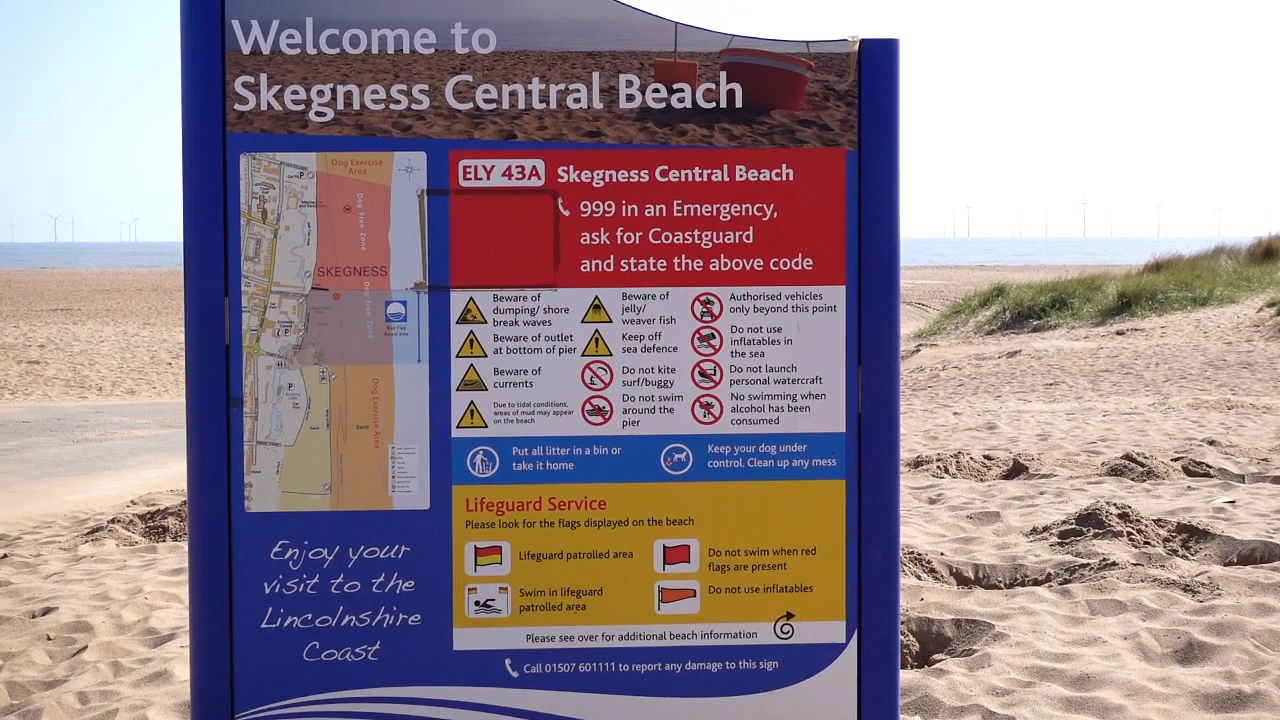 Welcome to
Skegness Central Beach
Dog Exercise
Area
Dog Free Zone
SKEGNESS
Dog Free Zone
Blue Flag
Award area
Dog Exercise Area
Sand
Sand
ELY 43A
Skegness Central Beach
999 in an Emergency,
ask for Coastguard
and state the above code
Beware of
dumping/ shore
break waves
Beware of outlet
at bottom of pier
Beware of
currents
Due to tidal conditions,
areas of mud may appear
on the beach
Beware of
jelly/
weaver fish
Keep off
sea defence
Do not kite
surf/buggy
Do not swim
around the
pier
Authorised vehicles
only beyond this point
Do not use
inflatables in
the sea
Do not launch
personal watercraft
No swimming when
alcohol has been
consumed
Put all litter in a bin or
take it home
Keep your dog under
control. Clean up any mess
Lifeguard Service
Please look for the flags displayed on the beach
Lifeguard patrolled area
Do not swim when red
flags are present
Swim in lifeguard
patrolled area
Do not use inflatables
Please see over for additional beach information
Call 01507 601111 to report any damage to this sign
Enjoy your
visit to the
Lincolnshire
Coast